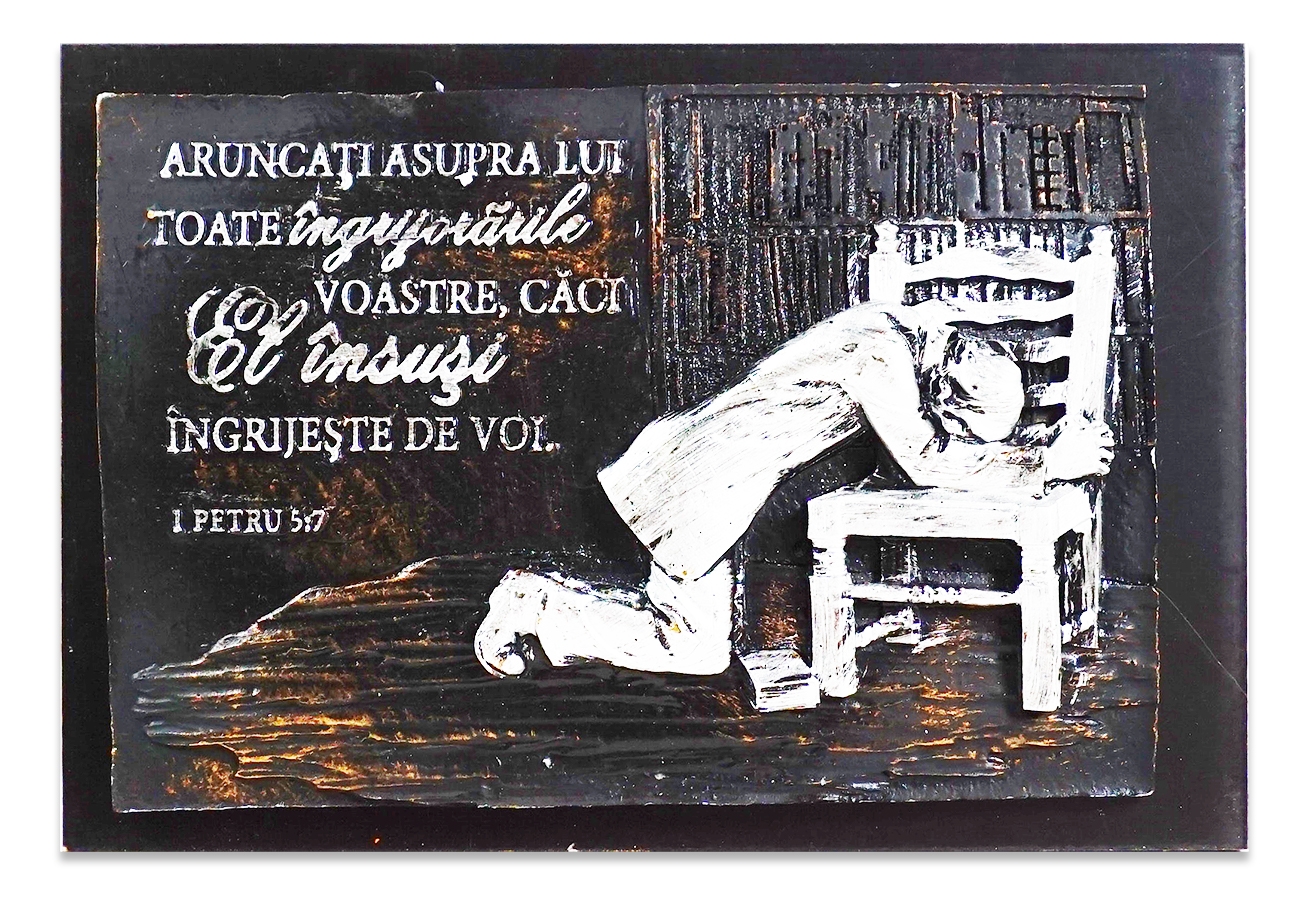 ARUNCAŢI ASUPRA LUI
TOATE îngrijorările
VOASTRE, CĂCI
El însuşi
ÎNGRIJEŞTE DE VOI.
1 PETRU 5:7